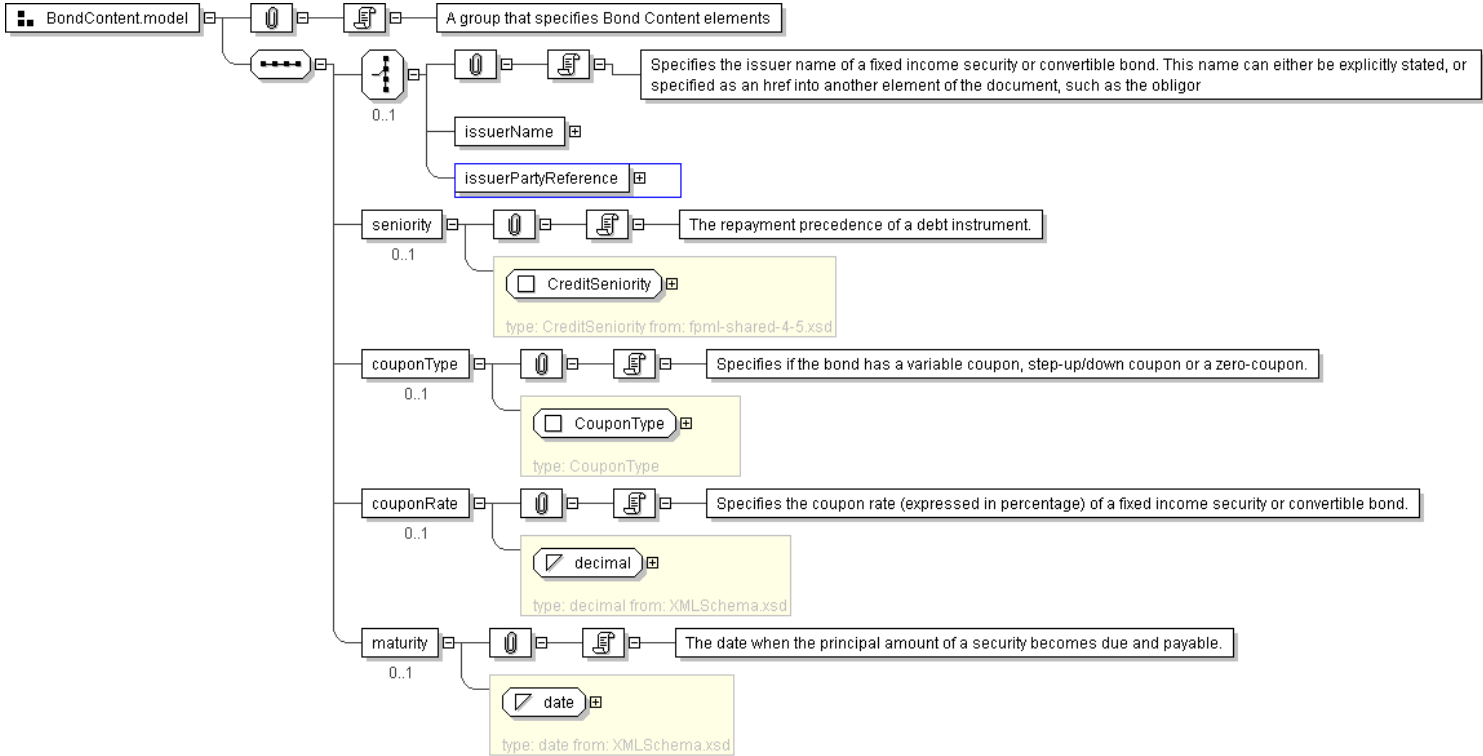 BondContent.model
A group that specifies Bond Content elements
Specifies the issuer name of a fixed income security or convertible bond. This name can either be explicitly stated, or
specified as an href into another element of the document, such as the obligor
0..1
issuerName
issuerPartyReference
seniority
The repayment precedence of a debt instrument.
0..1
CreditSeniority
type: CreditSeniority from: fpml-shared-4-5.xsd
couponType
Specifies if the bond has a variable coupon, step-up/down coupon or a zero-coupon.
0..1
CouponType
type: CouponType
couponRate
Specifies the coupon rate (expressed in percentage) of a fixed income security or convertible bond.
0..1
decimal
type: decimal from: XMLSchema.xsd
maturity
The date when the principal amount of a security becomes due and payable.
0..1
date
type: date from: XMLSchema.xsd